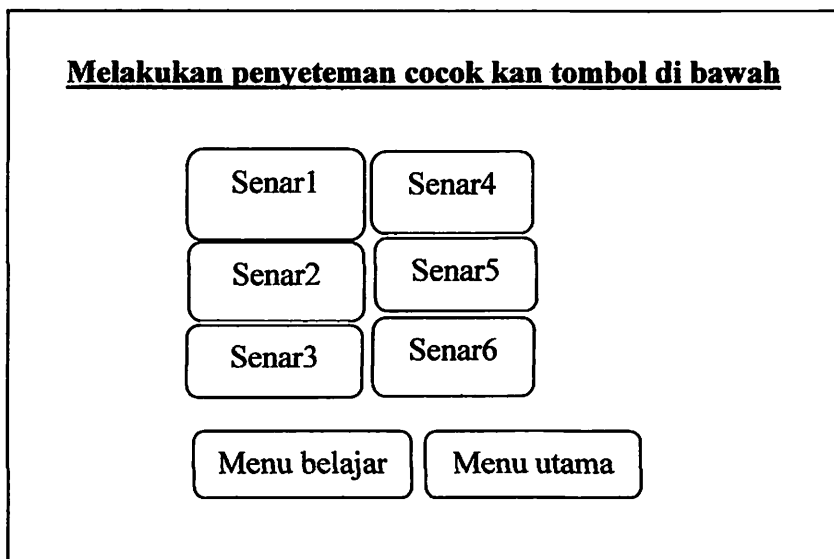 Melakukan penyeteman cocok kan tombol di bawah
Senar1 Senar4
Senar2 Senar5
Senar3 Senar6
Menu belajar Menu utama